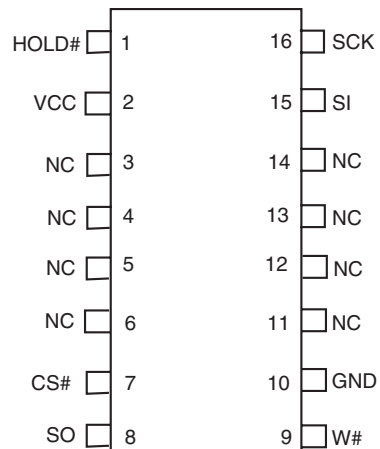 HOLD# 1 16 SCK
VCC 2 15 SI
NC 3 14 NC
NC 4 13 NC
NC 5 12 NC
NC 6 11 NC
CS# 7 10 GND
SO 8 9 W#